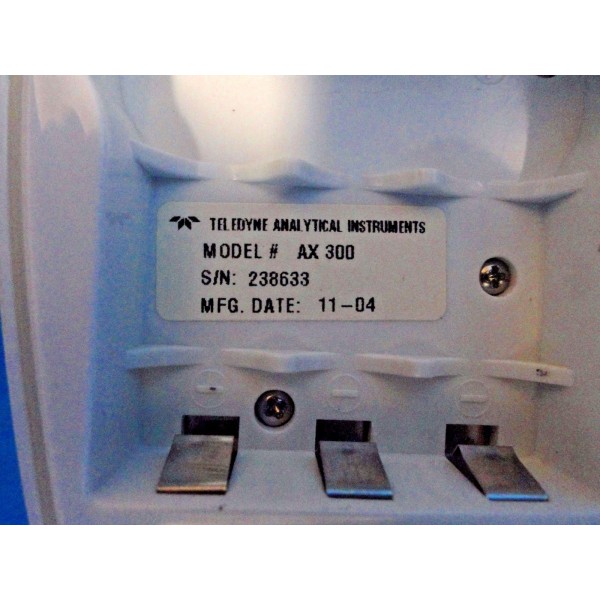 TELEDYNE ANALYTICAL INSTRUMENTS
MODEL # AX 300
S/N: 238633
MFG. DATE: 11-04